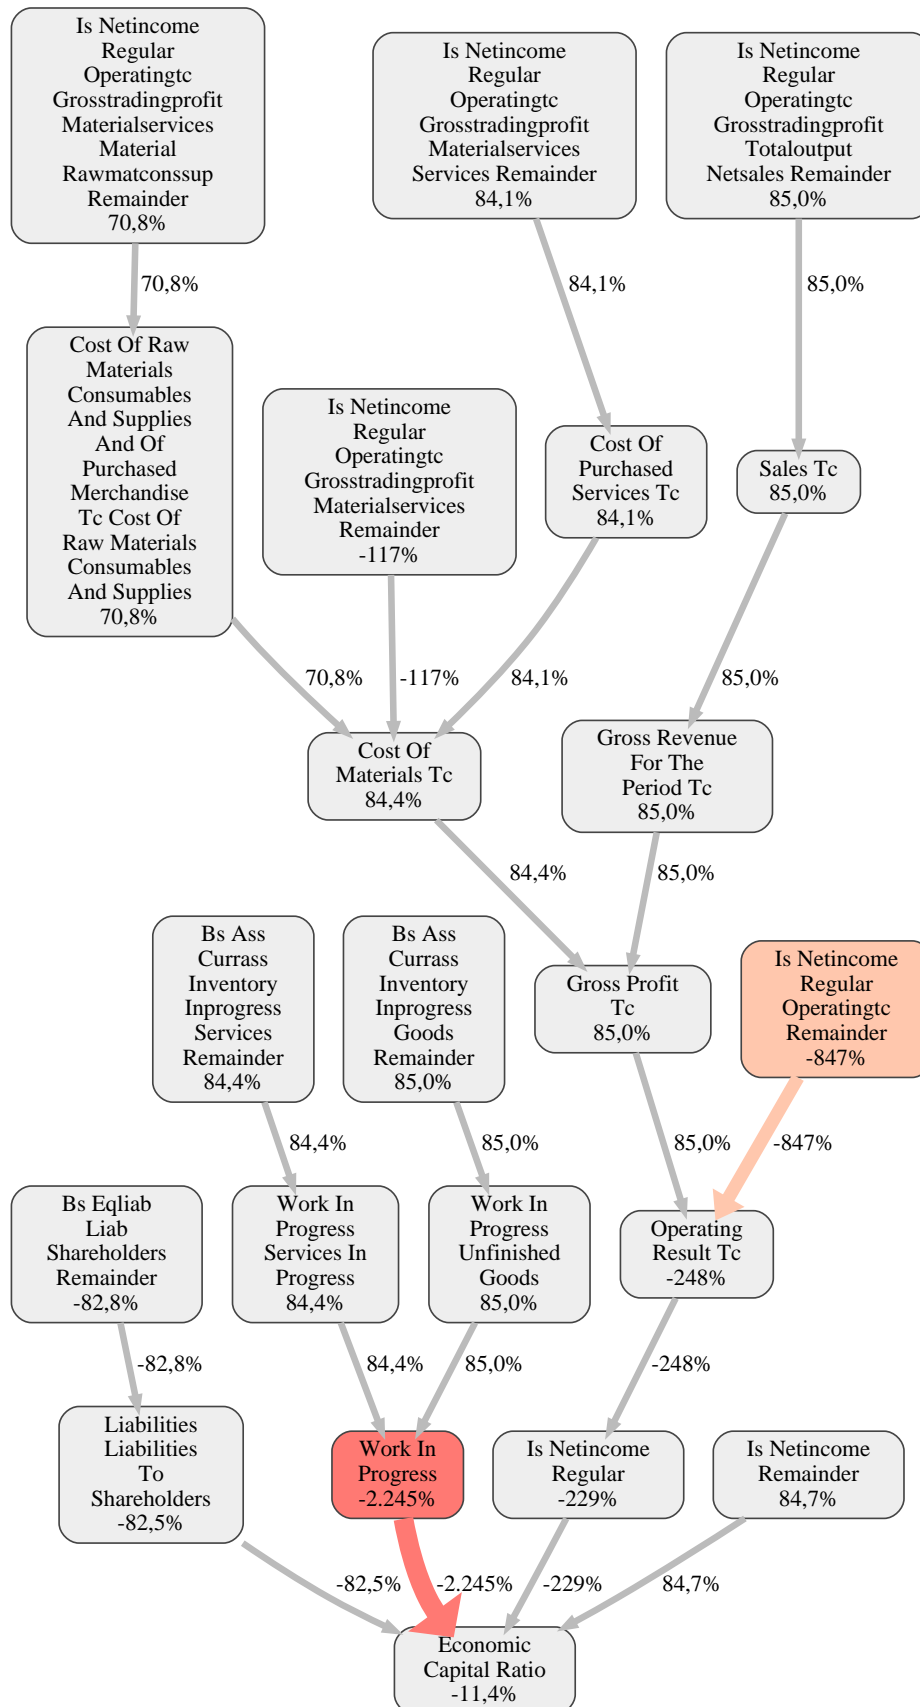 Is Netincome
Regular
Operatingtc
Grosstradingprofit
Materialservices
Material
Rawmatconssup
Remainder
70,8%
Is Netincome
Regular
Operatingtc
Grosstradingprofit
Materialservices
Services Remainder
84,1%
Is Netincome
Regular
Operatingtc
Grosstradingprofit
Totaloutput
Netsales Remainder
85,0%
70,8%
84,1%
85,0%
Cost Of Raw
Materials
Consumables
And Supplies
And Of
Purchased
Merchandise
Tc Cost Of
Raw Materials
Consumables
And Supplies
70,8%
Is Netincome
Regular
Operatingtc
Grosstradingprofit
Materialservices
Remainder
-117%
Cost Of
Purchased
Services Tc
84,1%
Sales Tc
85,0%
70,8%
-117%
84,1%
85,0%
Cost Of
Materials Tc
84,4%
Gross Revenue
For The
Period Tc
85,0%
84,4%
85,0%
Bs Ass
Currass
Inventory
Inprogress
Services
Remainder
84,4%
Bs Ass
Currass
Inventory
Inprogress
Goods
Remainder
85,0%
Gross Profit
Tc
85,0%
Is Netincome
Regular
Operatingtc
Remainder
-847%
84,4%
85,0%
85,0%
-847%
Bs Eqliab
Liab
Shareholders
Remainder
-82,8%
Work In
Progress
Services In
Progress
84,4%
Work In
Progress
Unfinished
Goods
85,0%
Operating
Result Tc
-248%
-82,8%
84,4%
85,0%
-248%
Liabilities
Liabilities
To
Shareholders
-82,5%
Work In
Progress
-2.245%
Is Netincome
Regular
-229%
Is Netincome
Remainder
84,7%
-82,5%
-2.245%
-229%
84,7%
Economic
Capital Ratio
-11,4%